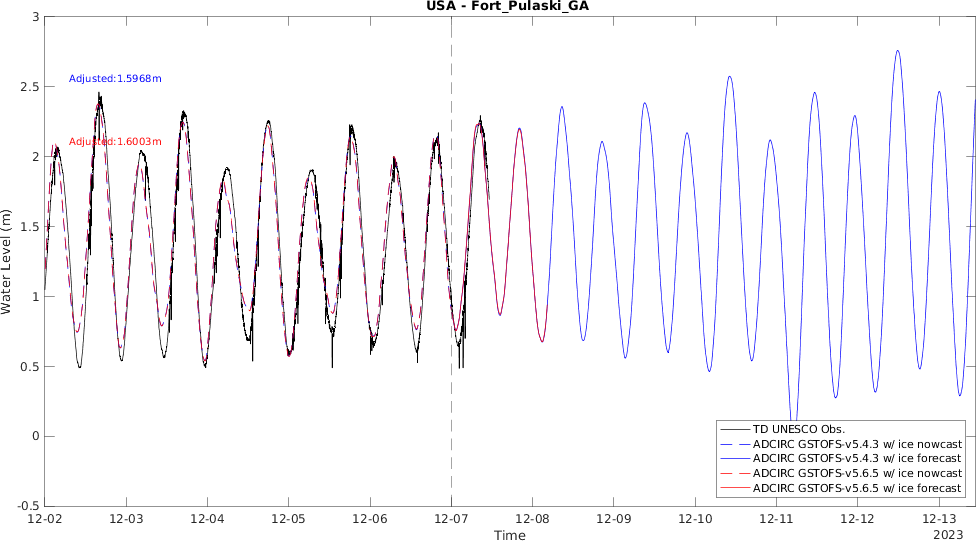 USA - Fort_Pulaski_GA
3
2.5
2
1.5
1
0.5
0
-0.5
Water Level (m)
Adjusted:1.5968m
Adjusted:1.6003m
TD UNESCO Obs.
ADCIRC GSTOFS-v5.4.3 w/ ice nowcast
ADCIRC GSTOFS-v5.4.3 w/ ice forecast
ADCIRC GSTOFS-v5.6.5 w/ ice nowcast
ADCIRC GSTOFS-v5.6.5 w/ ice forecast
12-02 12-03 12-04 12-05 12-06 12-07 12-08 12-09 12-10 12-11 12-12 12-13
Time
2023